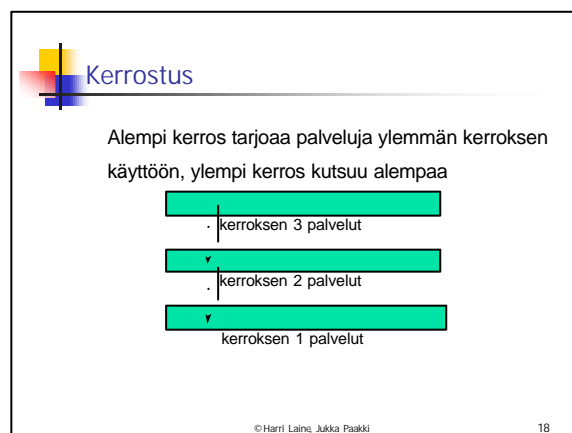 Kerrostus
Alempi kerros tarjoaa palveluja ylemmän kerroksen
käyttöön, ylempi kerros kutsuu alempaa
kerroksen 3 palvelut
kerroksen 2 palvelut
kerroksen 1 palvelut
© Harri Laine, Jukka Paakki 18